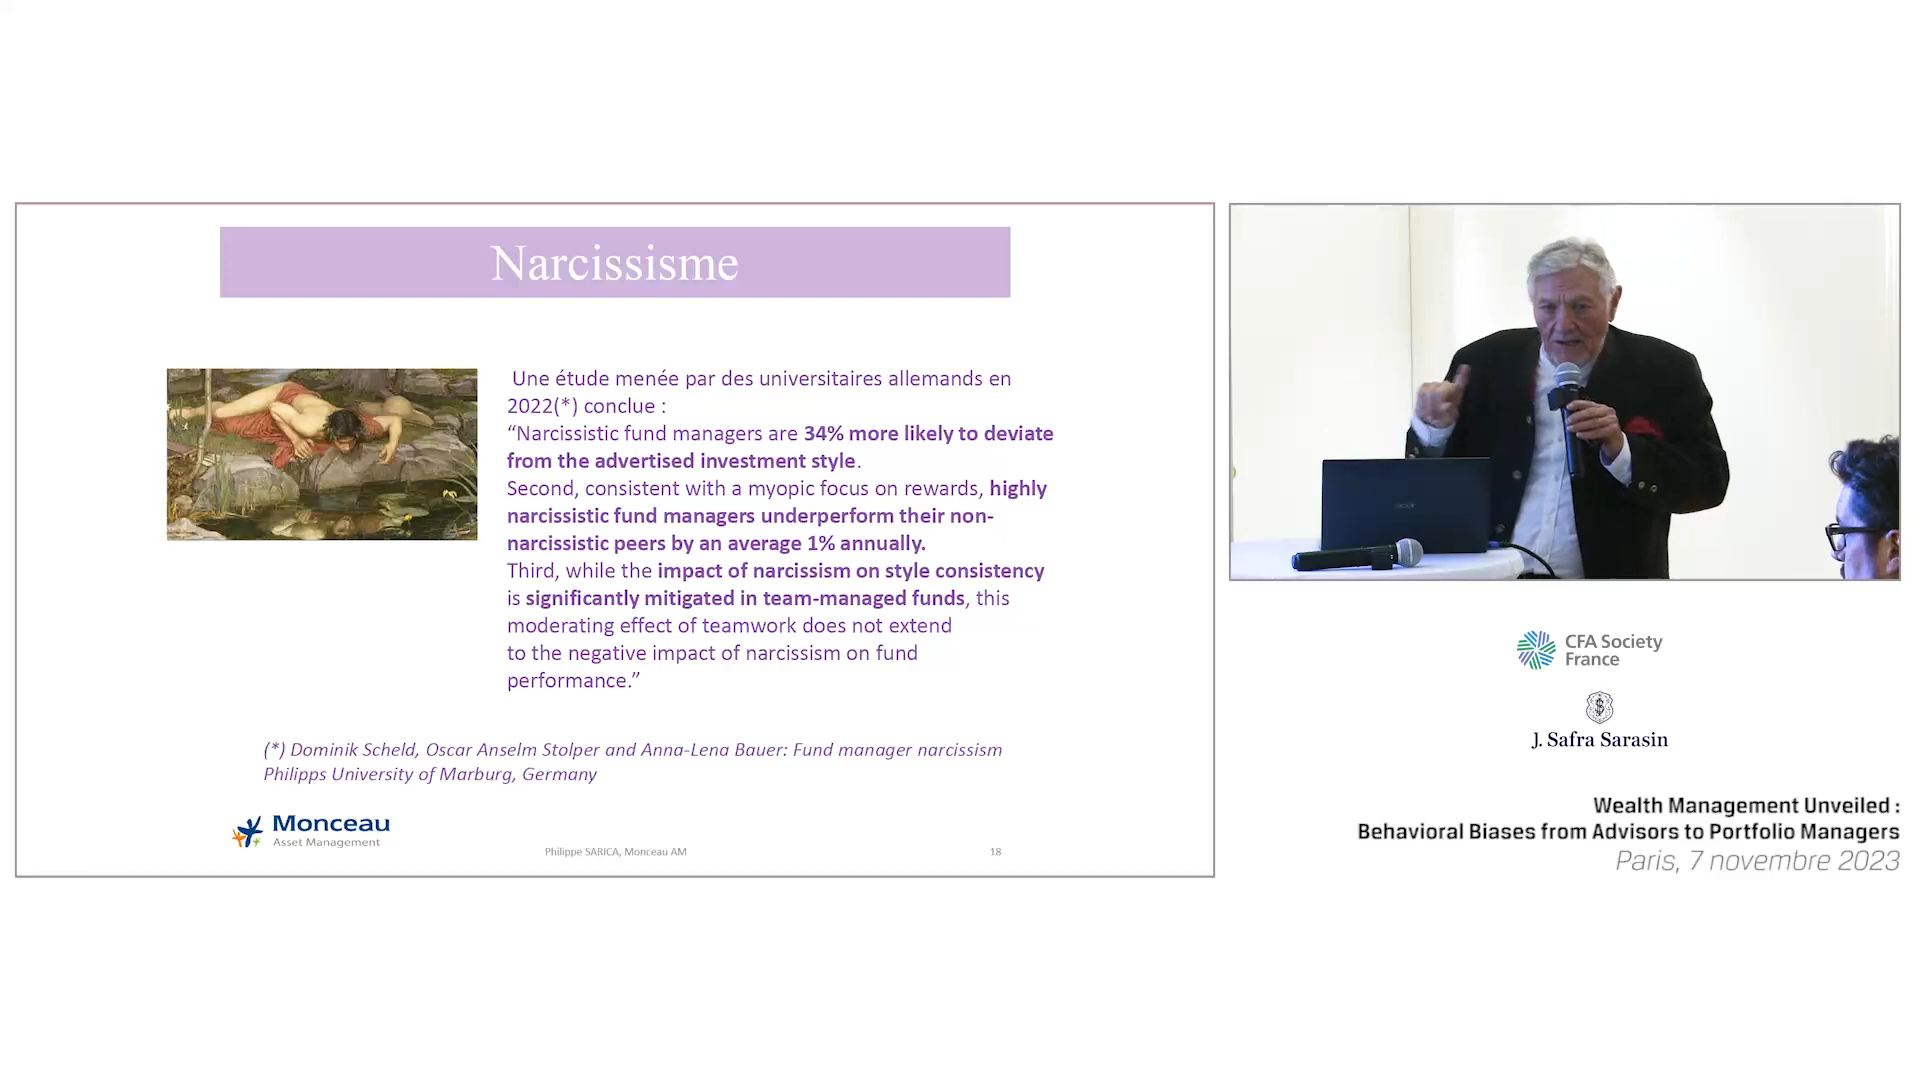 Narcissisme
Une étude menée par des universitaires allemands en
2022(*) conclue :
“Narcissistic fund managers are 34% more likely to deviate
from the advertised investment style.
Second, consistent with a myopic focus on rewards, highly
narcissistic fund managers underperform their non-
narcissistic peers by an average 1% annually.
Third, while the impact of narcissism on style consistency
is significantly mitigated in team-managed funds, this
moderating effect of teamwork does not extend
to the negative impact of narcissism on fund
performance.”
(*) Dominik Scheld, Oscar Anselm Stolper and Anna-Lena Bauer: Fund manager narcissism
Philipps University of Marburg, Germany
Monceau
Asset Management
Philippe SARICA, Monceau AM
18
acer
CFA Society
France
J. Safra Sarasin
Wealth Management Unveiled :
Behavioral Biases from Advisors to Portfolio Managers
Paris, 7 novembre 2023